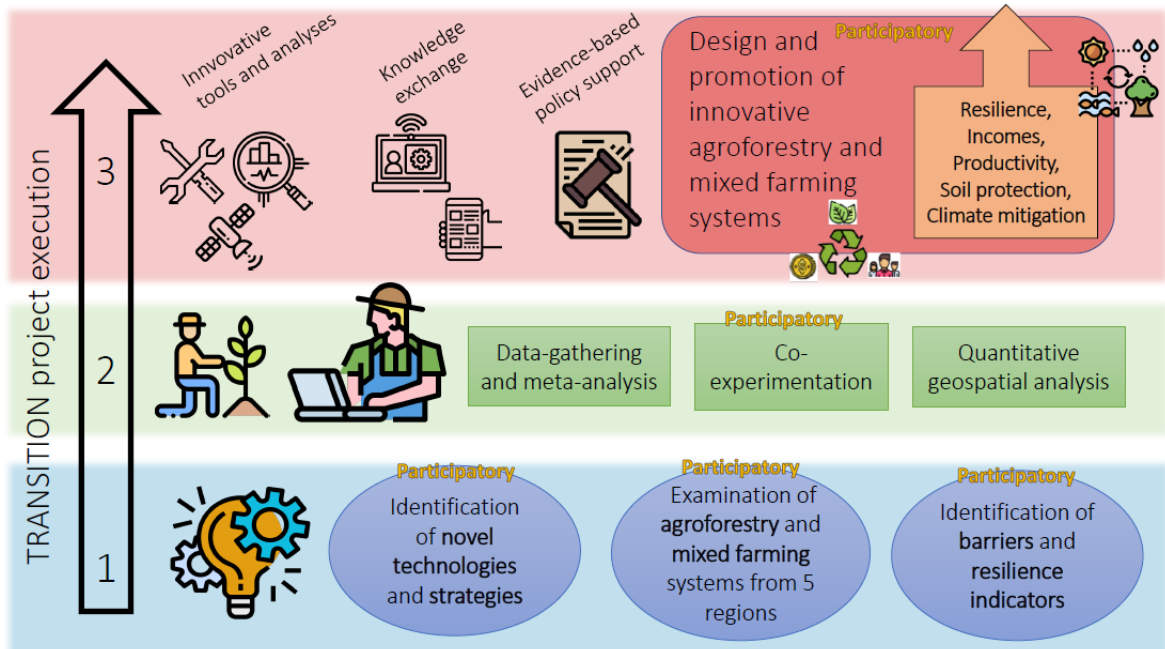 TRANSITION project execution
3
Innvovative
tools and analyses
Knowledge
exchange
Evidence-based
policy support
Participatory
Design and
promotion of
innovative
agroforestry and
mixed farming
systems
Resilience,
Incomes,
Productivity,
Soil protection,
Climate mitigation
2
Data-gathering
and meta-analysis
Participatory
Co-
experimentation
Quantitative
geospatial analysis
1
Participatory
Identification
of novel
technologies
and strategies
Participatory
Examination of
agroforestry and
mixed farming
systems from 5
regions
Participatory
Identification of
barriers and
resilience
indicators